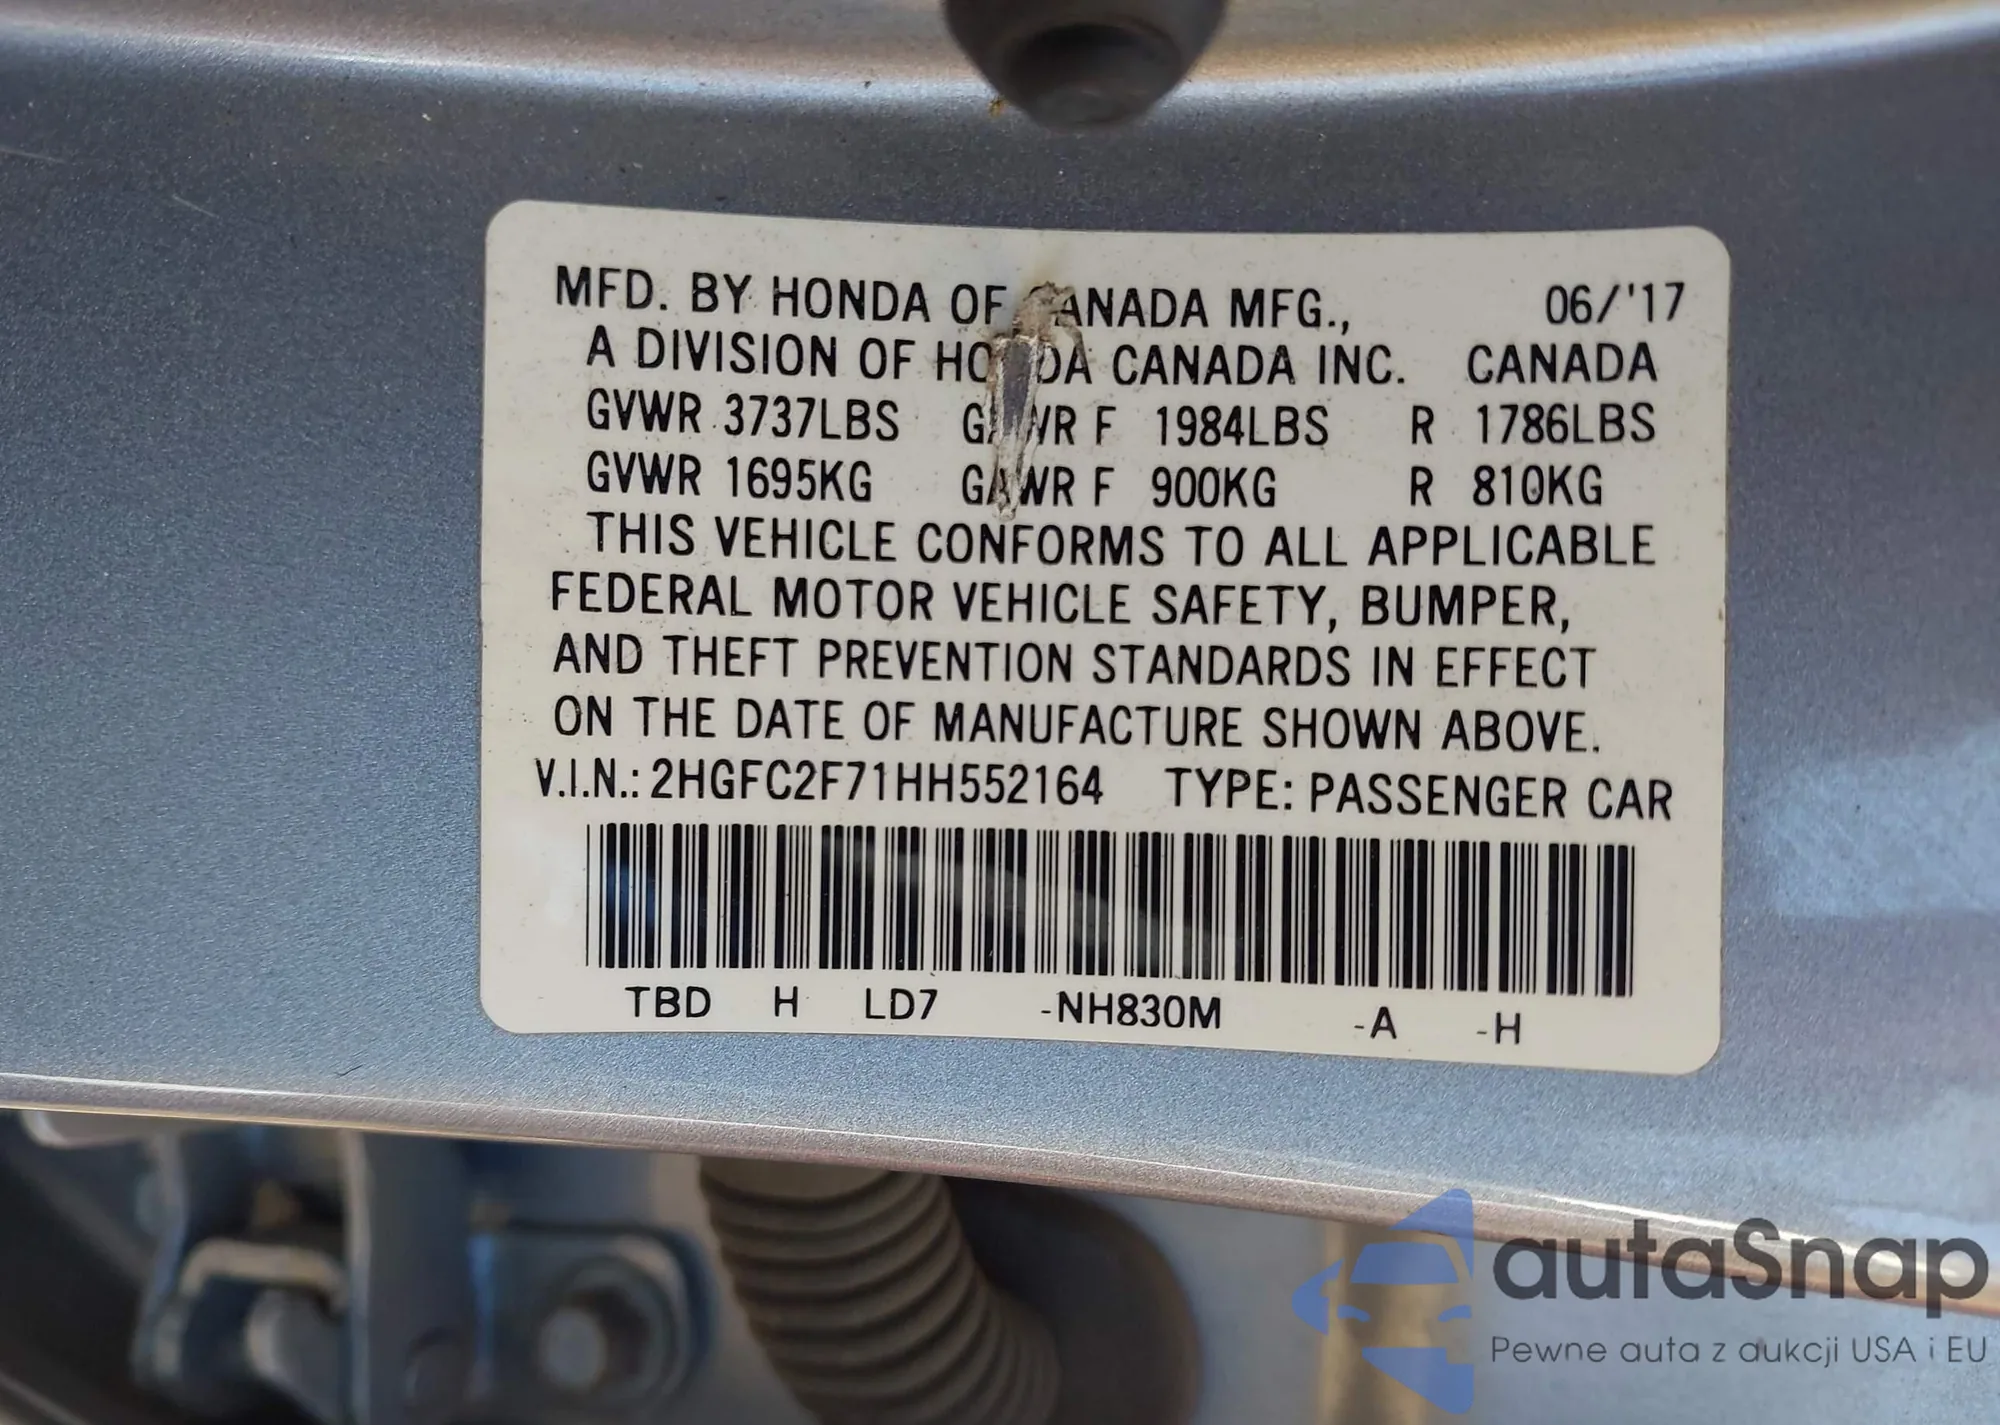 MFD. BY HONDA OF CANADA MFG., 06/'17
A DIVISION OF HONDA CANADA INC. CANADA
GVWR 3737LBS GAWR F 1984LBS R 1786LBS
GVWR 1695KG GAWR F 900KG R 810KG
THIS VEHICLE CONFORMS TO ALL APPLICABLE
FEDERAL MOTOR VEHICLE SAFETY, BUMPER,
AND THEFT PREVENTION STANDARDS IN EFFECT
ON THE DATE OF MANUFACTURE SHOWN ABOVE.
V.I.N.: 2HGFC2F71HH552164 TYPE: PASSENGER CAR
TBD H LD7 -NH830M -A -H
autaSnap
Pewne auta z aukcji USA i EU